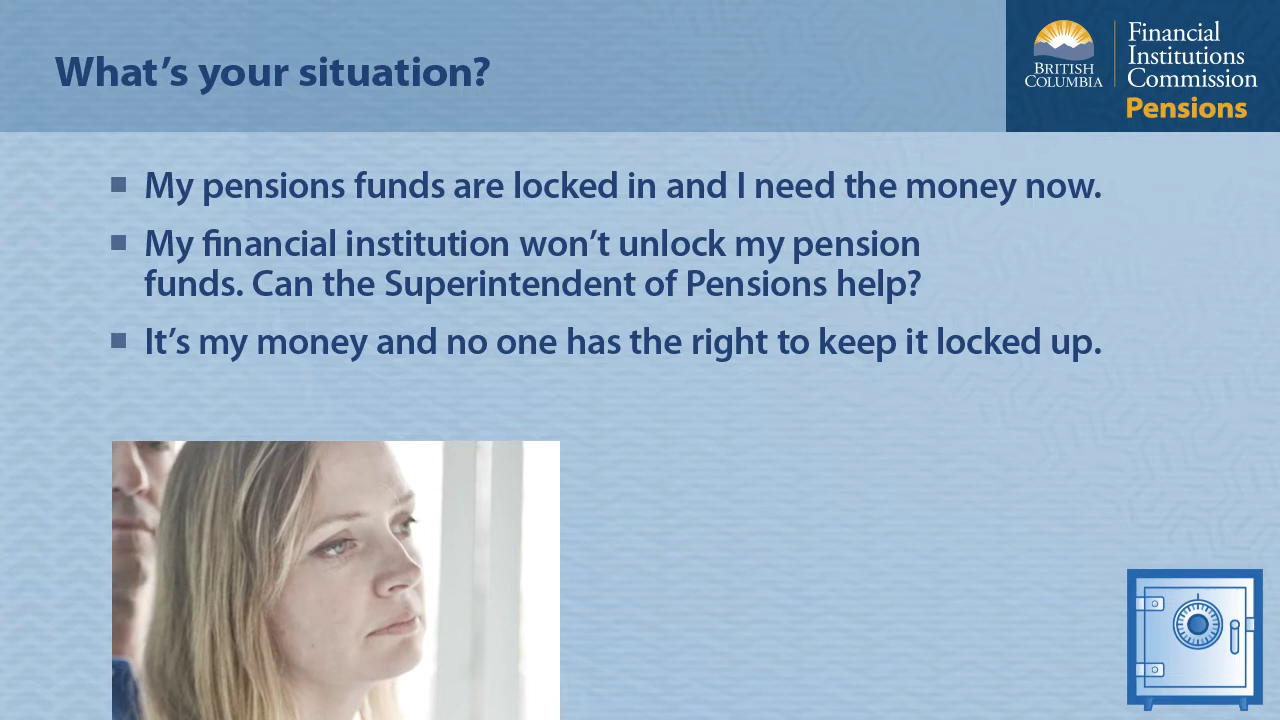 What’s your situation?
BRITISH
COLUMBIA
Financial
Institutions
Commission
Pensions
My pensions funds are locked in and I need the money now.
My financial institution won’t unlock my pension
funds. Can the Superintendent of Pensions help?
It’s my money and no one has the right to keep it locked up.